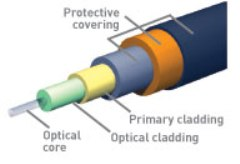 Protective
covering
Primary cladding
Optical cladding
Optical
core